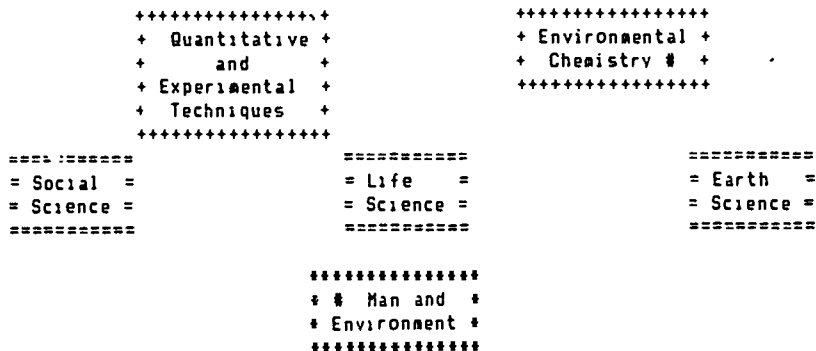 Quantitative
and
Experimental
Techniques
Environmental
Chemistry #
Social
Science
Life
Science
Earth
Science
# Man and
Environment